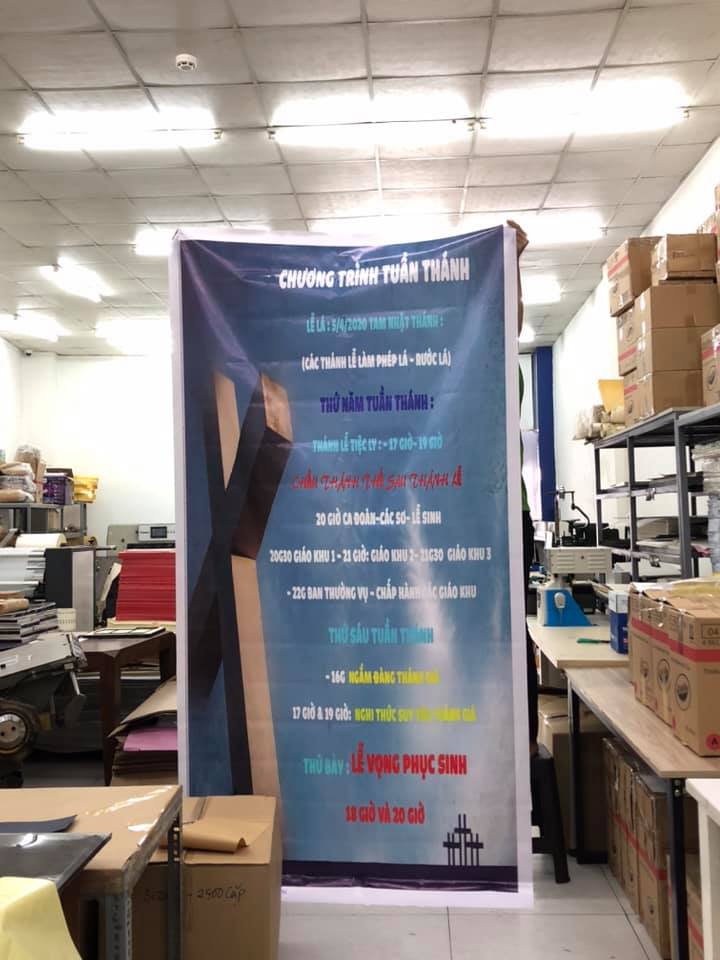 CHƯƠNG TRÌNH TUẦN THÁNH
LỄ LÁ : 5/4/2020 TAM NHẬT THÁNH :
(CÁC THÁNH LỄ LÀM PHÉP LÁ - RƯỚC LÁ)
THỨ NĂM TUẦN THÁNH :
THÁNH LỄ TIỆC LY : - 17 GIỜ- 19 GIỜ
CHẦU THÁNH THỂ SAU THÁNH LỄ
20 GIỜ CA ĐOÀN-CÁC SƠ- LỄ SINH
20G30 GIÁO KHU 1 - 21 GIỜ: GIÁO KHU 2- 21G30 GIÁO KHU 3
- 22G BAN THƯỜNG VỤ - CHẤP HÀNH CÁC GIÁO KHU
THỨ SÁU TUẦN THÁNH
- 16G NGẮM ĐÀNG THÁNH GIÁ
17 GIỜ & 19 GIỜ: NGHI THỨC SUY TÔN THÁNH GIÁ
THỨ BẢY : LỄ VỌNG PHỤC SINH
18 GIỜ VÀ 20 GIỜ